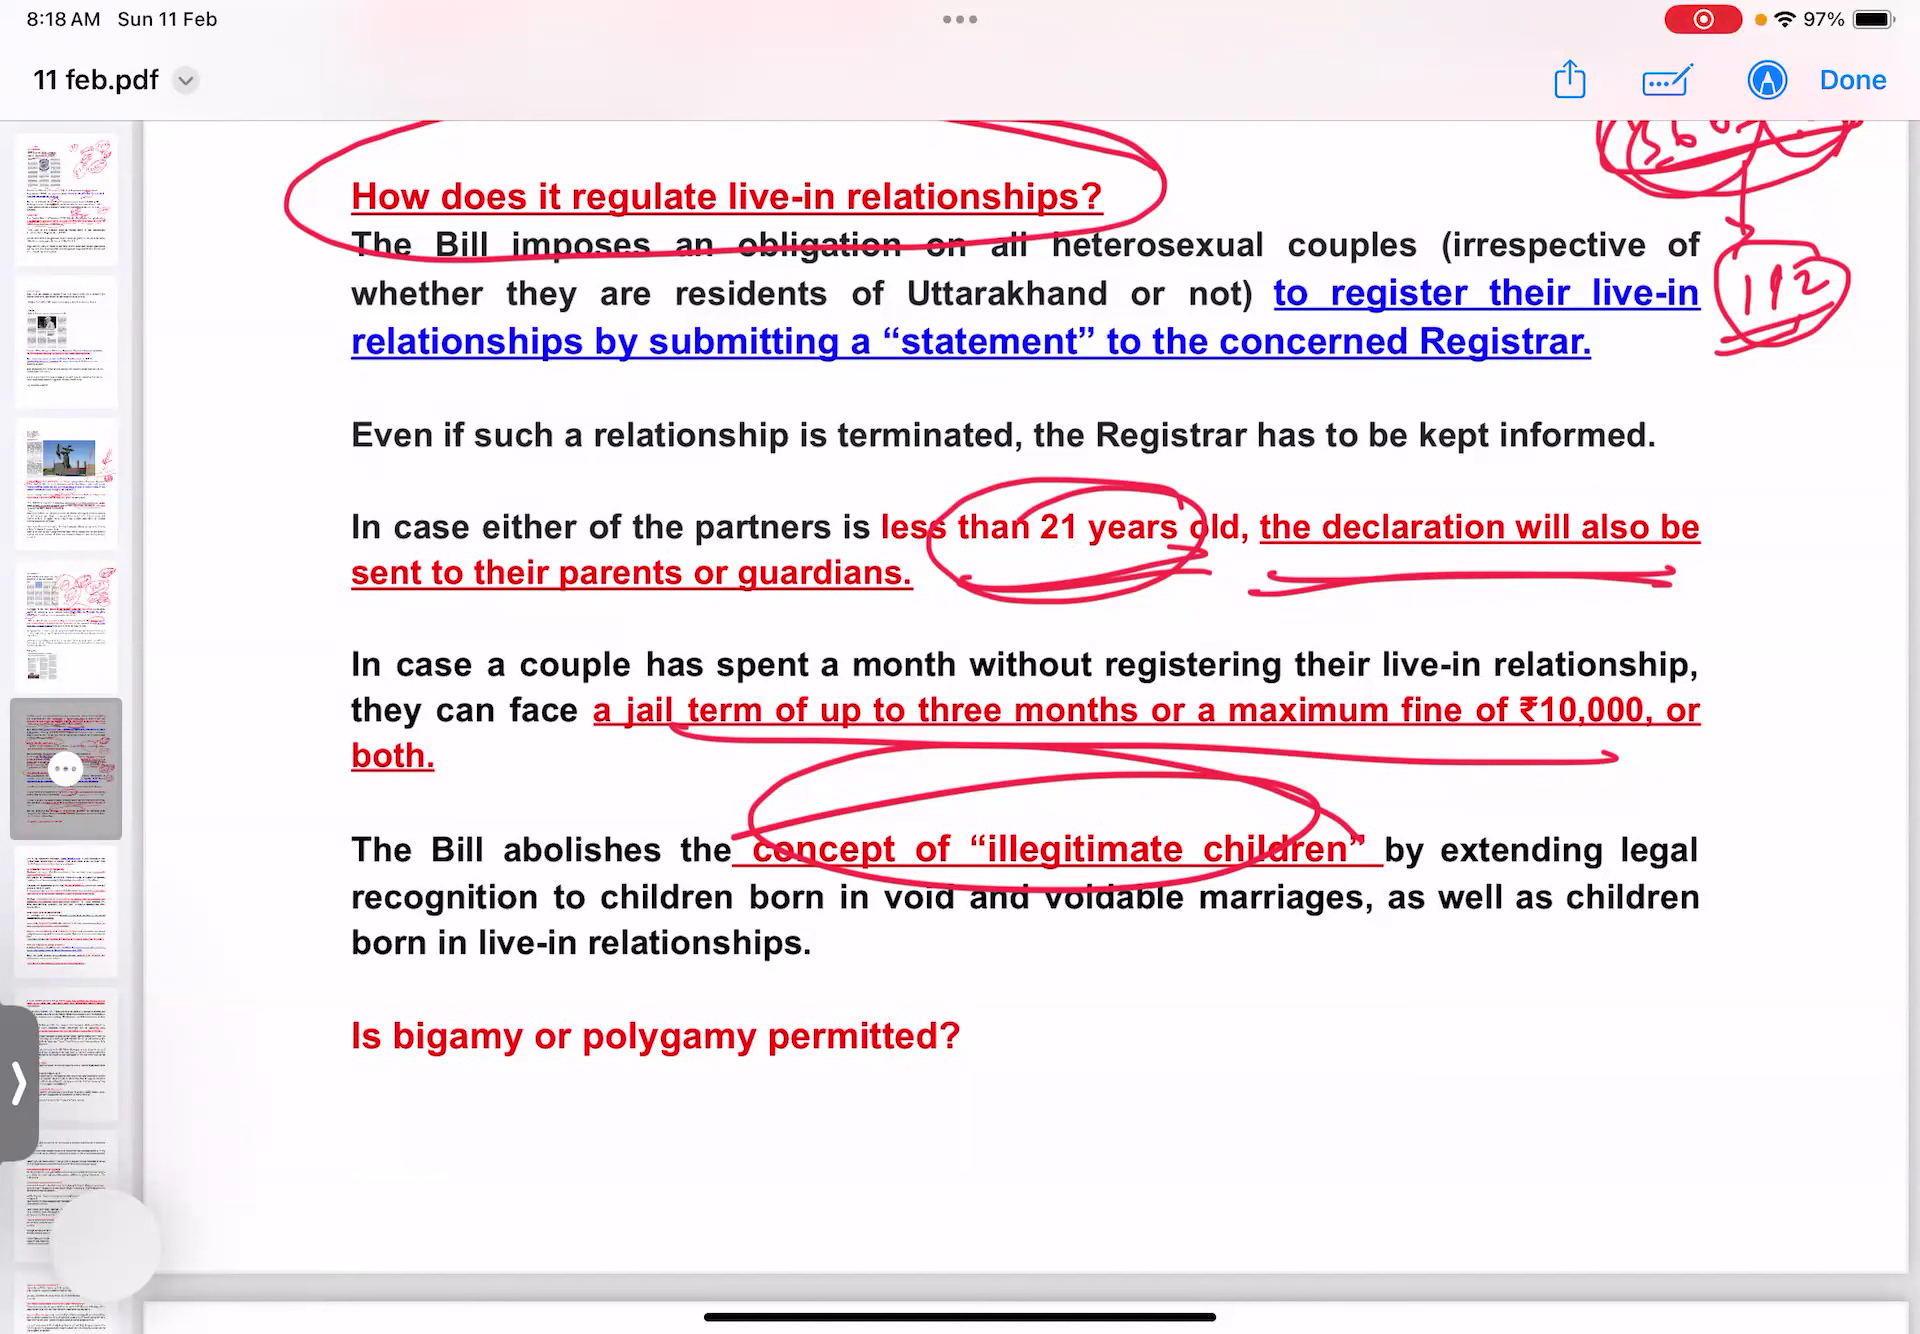 8:18 AM Sun 11 Feb
97%
11 feb.pdf
Done
How does it regulate live-in relationships?
The Bill imposes an obligation on all heterosexual couples (irrespective of
whether they are residents of Uttarakhand or not) to register their live-in
relationships by submitting a “statement” to the concerned Registrar.
192
Even if such a relationship is terminated, the Registrar has to be kept informed.
In case either of the partners is less than 21 years old, the declaration will also be
sent to their parents or guardians.
In case a couple has spent a month without registering their live-in relationship,
they can face a jail term of up to three months or a maximum fine of ₹10,000, or
both.
The Bill abolishes the concept of “illegitimate children” by extending legal
recognition to children born in void and voidable marriages, as well as children
born in live-in relationships.
Is bigamy or polygamy permitted?